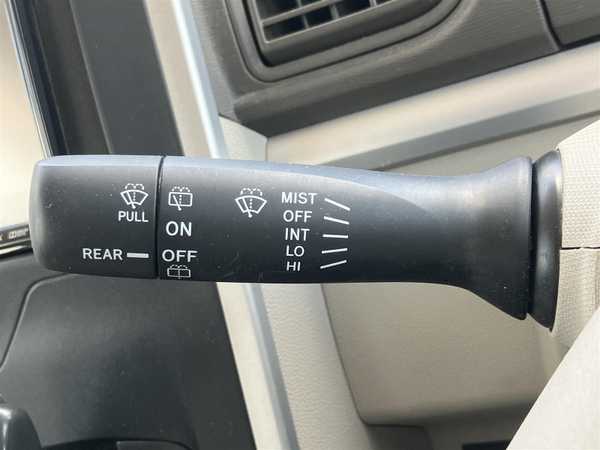 PULL
REAR
ON
OFF
MIST
OFF
INT
LO
HI